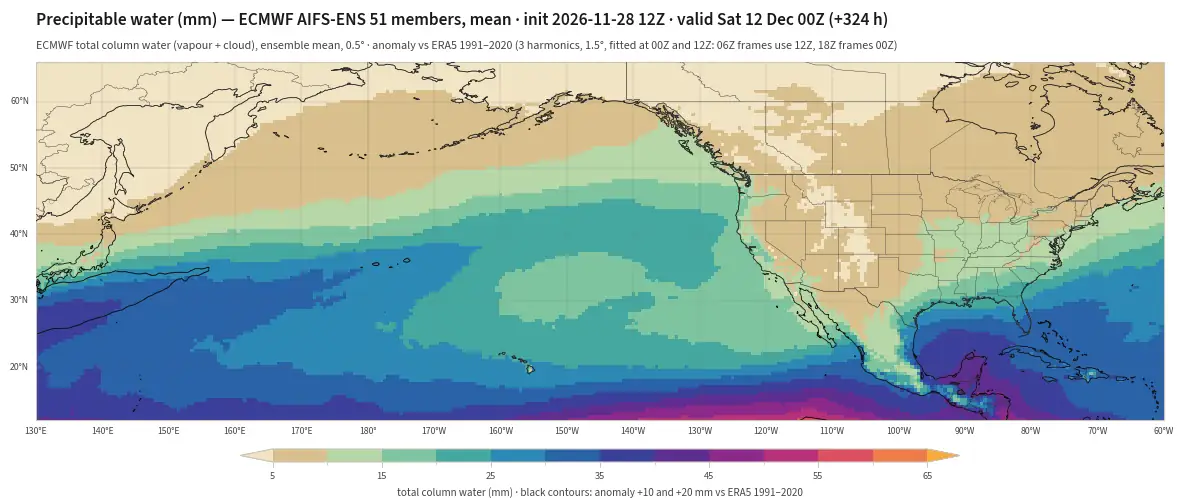 Precipitable water (mm) — ECMWF AIFS-ENS 51 members, mean · init 2026-11-28 12Z · valid Sat 12 Dec 00Z (+324 h)
ECMWF total column water (vapour + cloud), ensemble mean, 0.5° · anomaly vs ERA5 1991–2020 (3 harmonics, 1.5°, fitted at 00Z and 12Z: 06Z frames use 12Z, 18Z frames 00Z)
60°N
50°N
40°N
30°N
20°N
130°E 140°E 150°E 160°E 170°E 180° 170°W 160°W 150°W 140°W 130°W 120°W 110°W 100°W 90°W 80°W 70°W 60°W
5 15 25 35 45 55 65
total column water (mm) · black contours: anomaly +10 and +20 mm vs ERA5 1991–2020